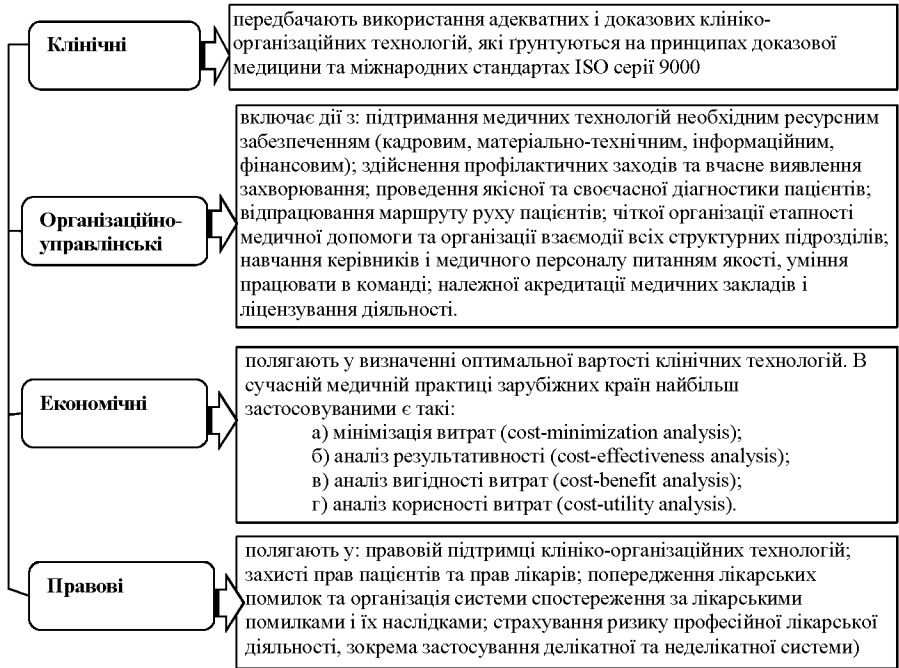 Клінічні
передбачають використання адекватних і доказових клініко-
організаційних технологій, які ґрунтуються на принципах доказової
медицини та міжнародних стандартах ISO серії 9000
Організаційно-
управлінські
включає дії з: підтримання медичних технологій необхідним ресурсним
забезпеченням (кадровим, матеріально-технічним, інформаційним,
фінансовим); здійснення профілактичних заходів та вчасне виявлення
захворювання; проведення якісної та своєчасної діагностики пацієнтів;
відпрацювання маршруту руху пацієнтів; чіткої організації етапності
медичної допомоги та організації взаємодії всіх структурних підрозділів;
навчання керівників і медичного персоналу питанням якості, уміння
працювати в команді; належної акредитації медичних закладів і
ліцензування діяльності.
Економічні
полягають у визначенні оптимальної вартості клінічних технологій. В
сучасній медичній практиці зарубіжних країн найбільш
застосовуваними є такі:
а) мінімізація витрат (cost-minimization analysis);
б) аналіз результативності (cost-effectiveness analysis);
в) аналіз вигідності витрат (cost-benefit analysis);
г) аналіз корисності витрат (cost-utility analysis).
Правові
полягають у: правовій підтримці клініко-організаційних технологій;
захисті прав пацієнтів та прав лікарів; попередження лікарських
помилок та організація системи спостереження за лікарськими
помилками і їх наслідками; страхування ризику професійної лікарської
діяльності, зокрема застосування делікатної та неделікатної системи)